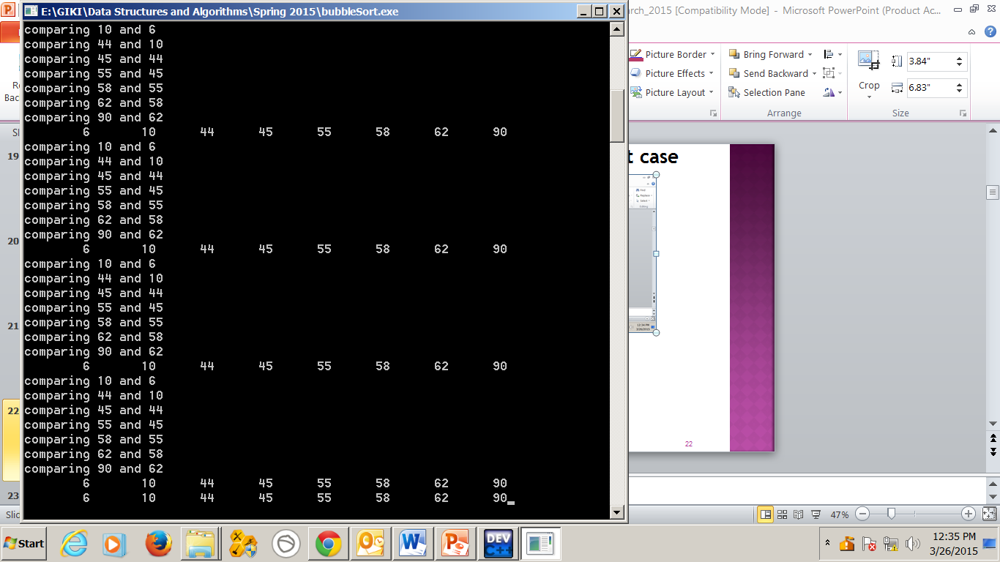 E:\GIKI\Data Structures and Algorithms\Spring 2015\bubbleSort.exe
arch_2015 [Compatibility Mode] - Microsoft PowerPoint (Product Ac...
comparing 10 and 6
comparing 44 and 10
comparing 45 and 44
comparing 55 and 45
comparing 58 and 55
comparing 62 and 58
comparing 90 and 62
6 10 44 45 55 58 62 90
comparing 10 and 6
comparing 44 and 10
comparing 45 and 44
comparing 55 and 45
comparing 58 and 55
comparing 62 and 58
comparing 90 and 62
6 10 44 45 55 58 62 90
comparing 10 and 6
comparing 44 and 10
comparing 45 and 44
comparing 55 and 45
comparing 58 and 55
comparing 62 and 58
comparing 90 and 62
6 10 44 45 55 58 62 90
comparing 10 and 6
comparing 44 and 10
comparing 45 and 44
comparing 55 and 45
comparing 58 and 55
comparing 62 and 58
comparing 90 and 62
6 10 44 45 55 58 62 90
6 10 44 45 55 58 62 90
Picture Border
Picture Effects
Picture Layout
Bring Forward
Send Backward
Selection Pane
Arrange
Crop
3.84"
6.83"
Size
Re
Bac
Sl
19
20
21
22
23
t case
22
Slid
47%
Start
DEV
C++
12:35 PM
3/26/2015